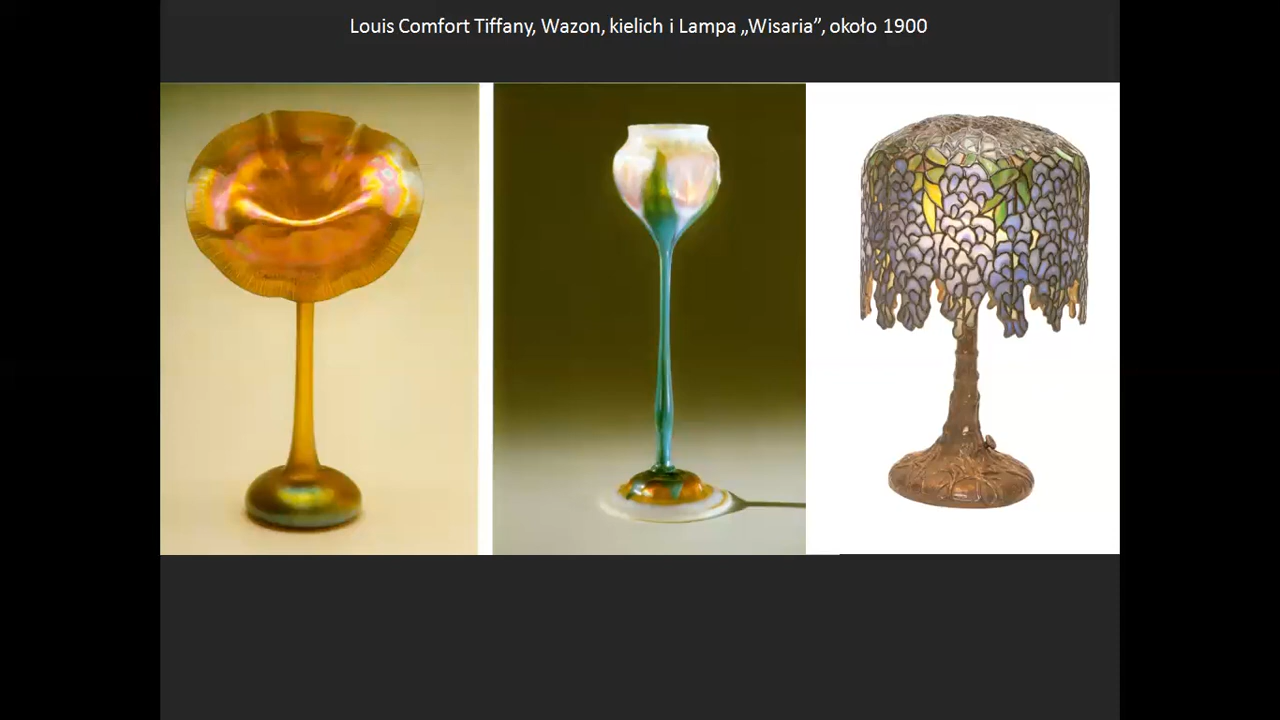 Louis Comfort Tiffany, Wazon, kielich i Lampa „Wisaria”, około 1900